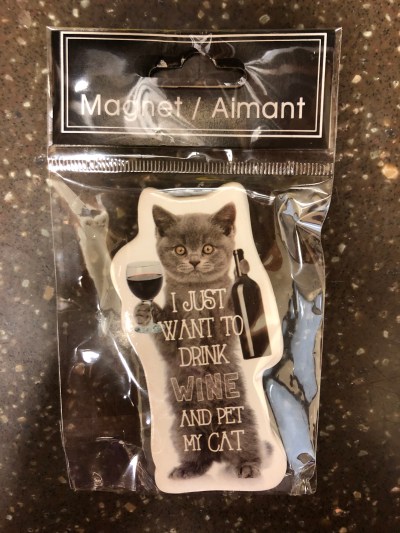 Magnet / Aimant
I JUST
WANT TO
DRINK
WINE
AND PET
MY CAT